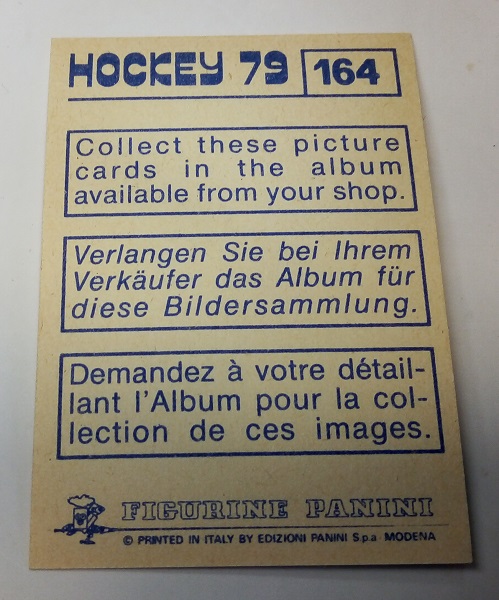 HOCKEY 79 164
Collect these picture
cards in the album
available from your shop.
Verlangen Sie bei Ihrem
Verkäufer das Album für
diese Bildersammlung.
Demandez à votre détail-
lant l'Album pour la col-
lection de ces images.
FIGURINE PANINI
© PRINTED IN ITALY BY EDIZIONI PANINI S.p.a - MODENA